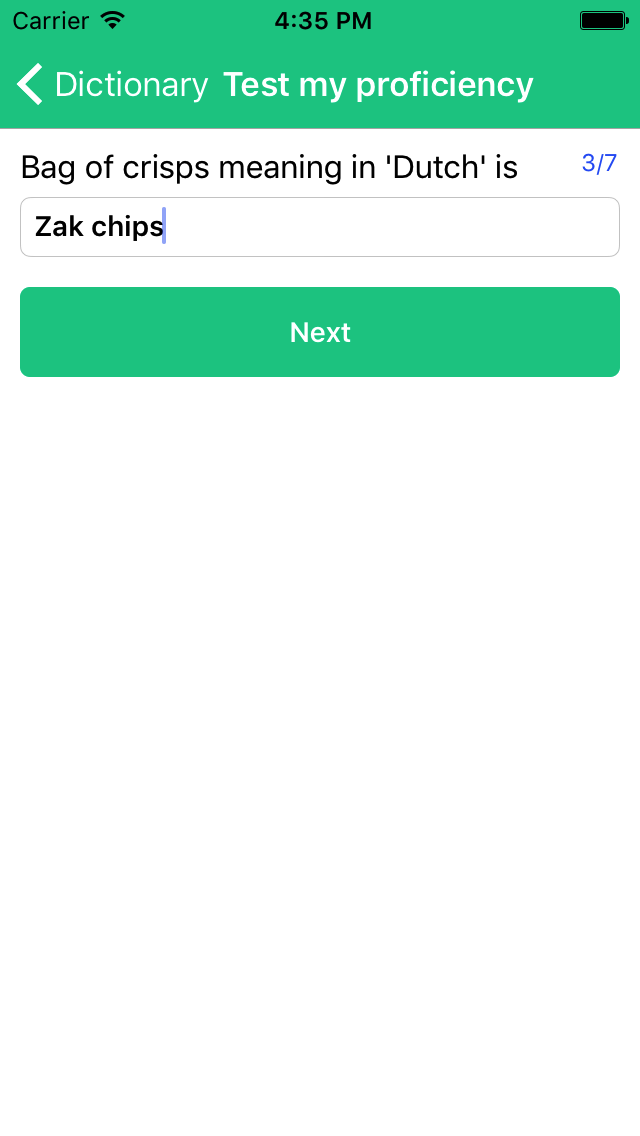 Carrier 4:35 PM
Dictionary Test my proficiency
Bag of crisps meaning in 'Dutch' is 3/7
Zak chips
Next